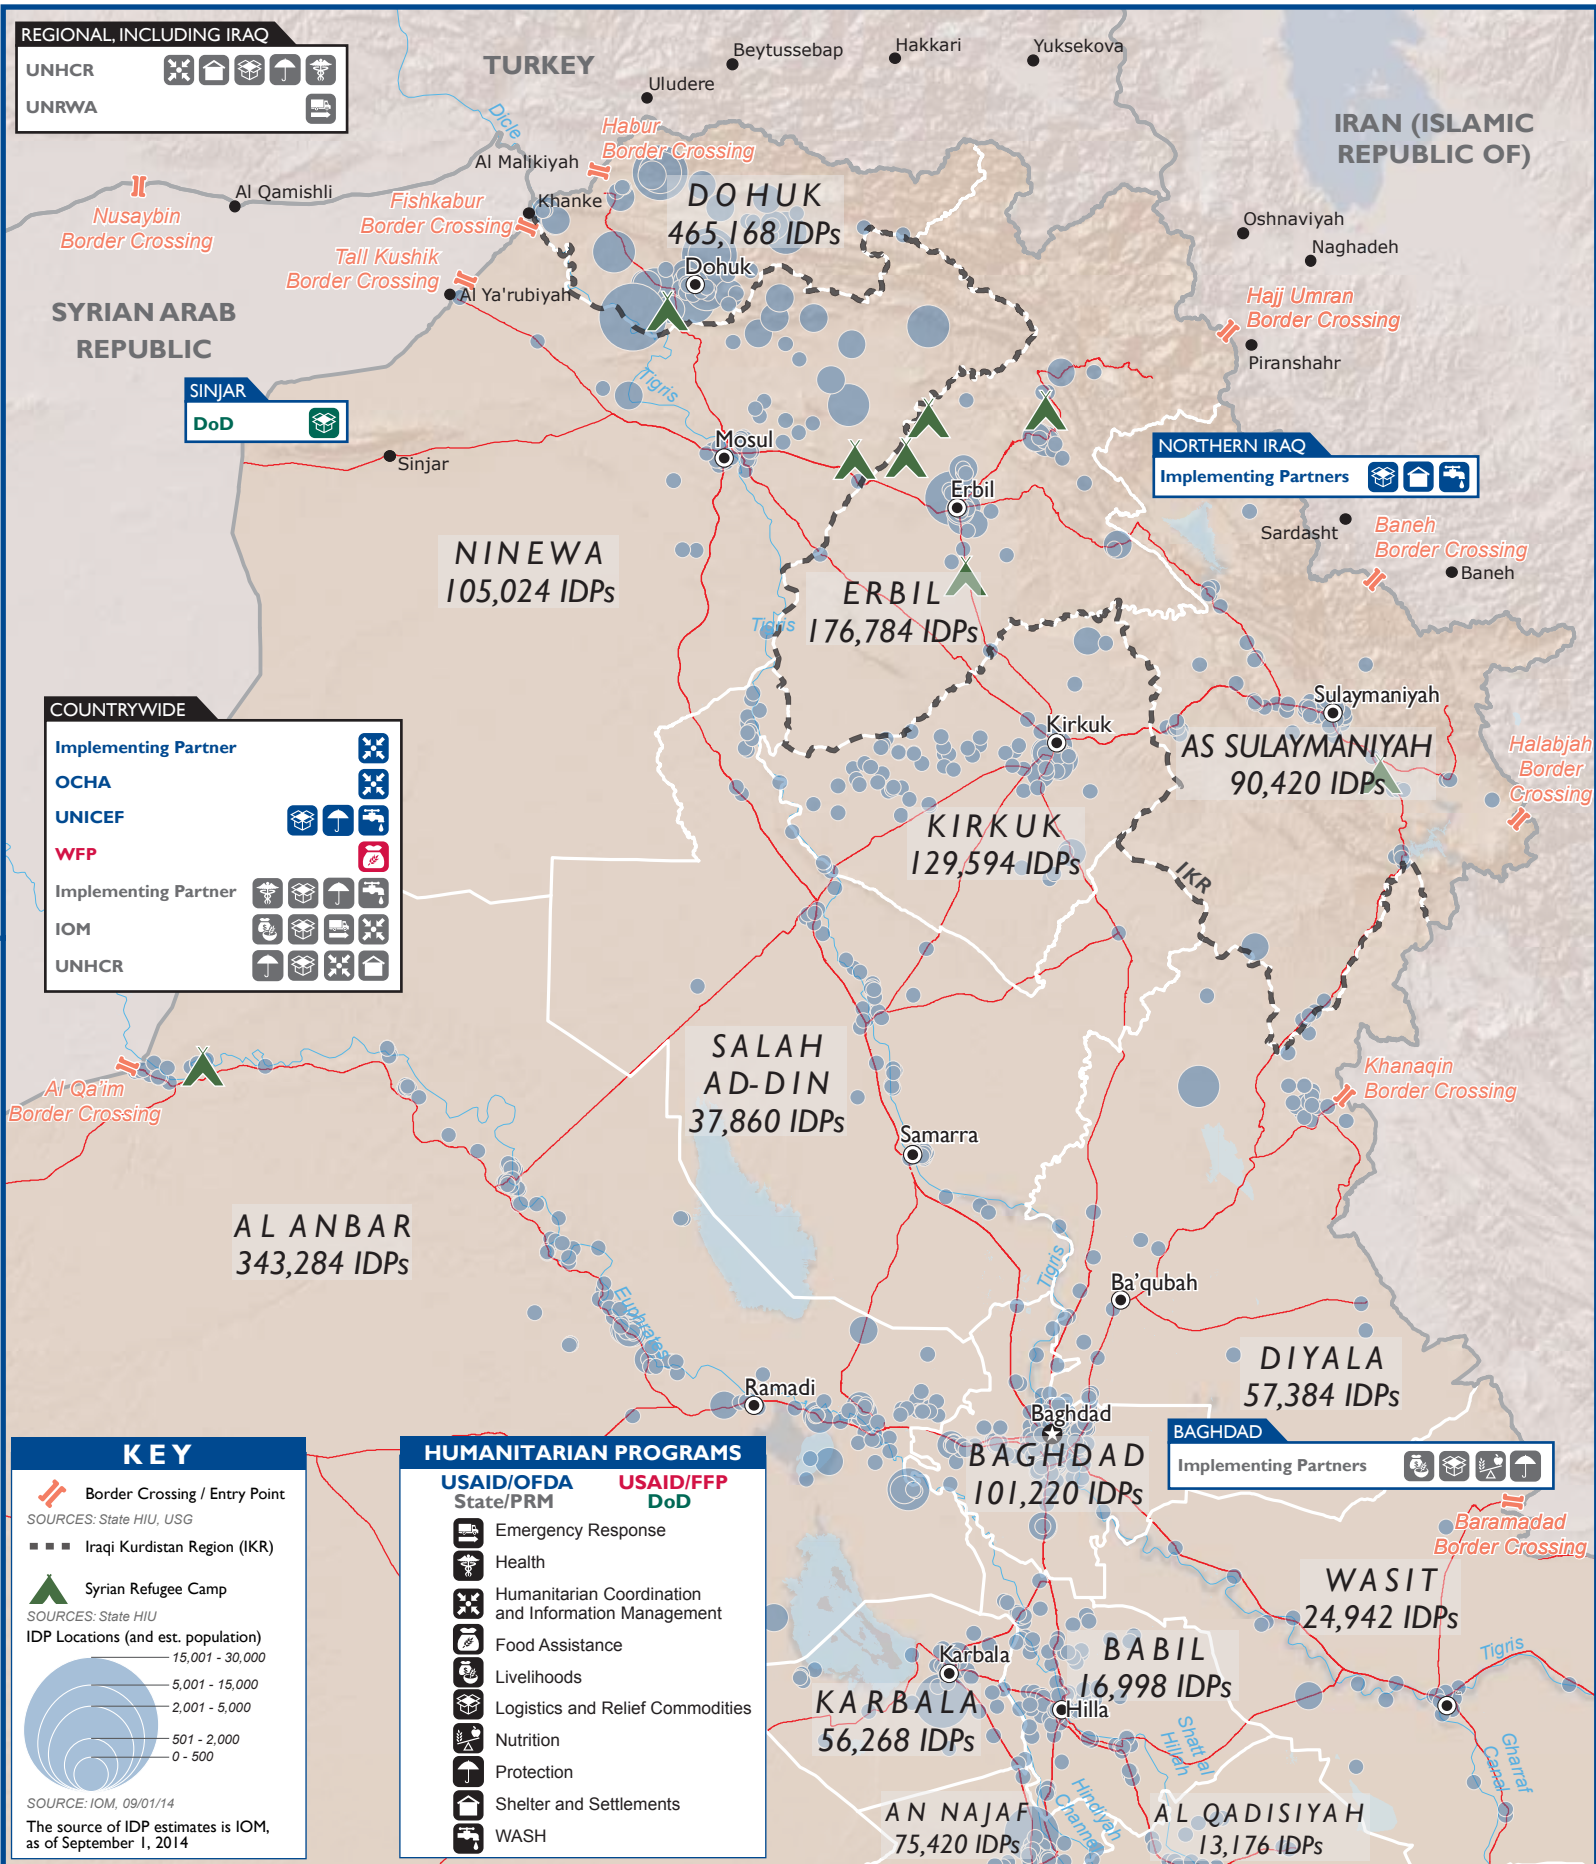 REGIONAL, INCLUDING IRAQ
UNHCR
UNRWA
TURKEY
Beytussebap
Hakkari
Yuksekova
Uludere
IRAN (ISLAMIC
REPUBLIC OF)
Dicle
Habur
Border Crossing
Al Malikiyah
Al Qamishli
Nusaybin
Border Crossing
Fishkabur
Border Crossing
Khanke
DOHUK
465,168 IDPs
Dohuk
Tall Kushik
Border Crossing
Al Ya'rubiyah
Oshnaviyah
Naghadeh
Hajj Umran
Border Crossing
Piranshahr
SYRIAN ARAB
REPUBLIC
SINJAR
DoD
Tigris
Mosul
Sinjar
NORTHERN IRAQ
Implementing Partners
Erbil
Sardasht
Baneh
Border Crossing
Baneh
NINEWA
105,024 IDPs
ERBIL
176,784 IDPs
Tigris
COUNTRYWIDE
Implementing Partner
OCHA
UNICEF
WFP
Implementing Partner
IOM
UNHCR
Kirkuk
Sulaymaniyah
AS SULAYMANIYAH
90,420 IDPs
Halabjah
Border
Crossing
KIRKUK
129,594 IDPs
IKR
SALAH
AD-DIN
37,860 IDPs
Samarra
Khanaqin
Border Crossing
Al Qa'im
Border Crossing
AL ANBAR
343,284 IDPs
Euphrates
Tigris
Ba'qubah
DIYALA
57,384 IDPs
Ramadi
Baghdad
BAGHDAD
101,220 IDPs
BAGHDAD
Implementing Partners
Baramadad
Border Crossing
WASIT
24,942 IDPs
Tigris
Karbala
KARBALA
56,268 IDPs
BABIL
16,998 IDPs
Hilla
Shatt al
Hillah
Gharraf
Canal
Hindiyah
Channel
AN NAJAF
75,420 IDPs
AL QADISIYAH
13,176 IDPs
KEY
Border Crossing / Entry Point
SOURCES: State HIU, USG
Iraqi Kurdistan Region (IKR)
Syrian Refugee Camp
SOURCES: State HIU
IDP Locations (and est. population)
15,001 - 30,000
5,001 - 15,000
2,001 - 5,000
501 - 2,000
0 - 500
SOURCE: IOM, 09/01/14
The source of IDP estimates is IOM,
as of September 1, 2014
HUMANITARIAN PROGRAMS
USAID/OFDA USAID/FFP
State/PRM DoD
Emergency Response
Health
Humanitarian Coordination
and Information Management
Food Assistance
Livelihoods
Logistics and Relief Commodities
Nutrition
Protection
Shelter and Settlements
WASH